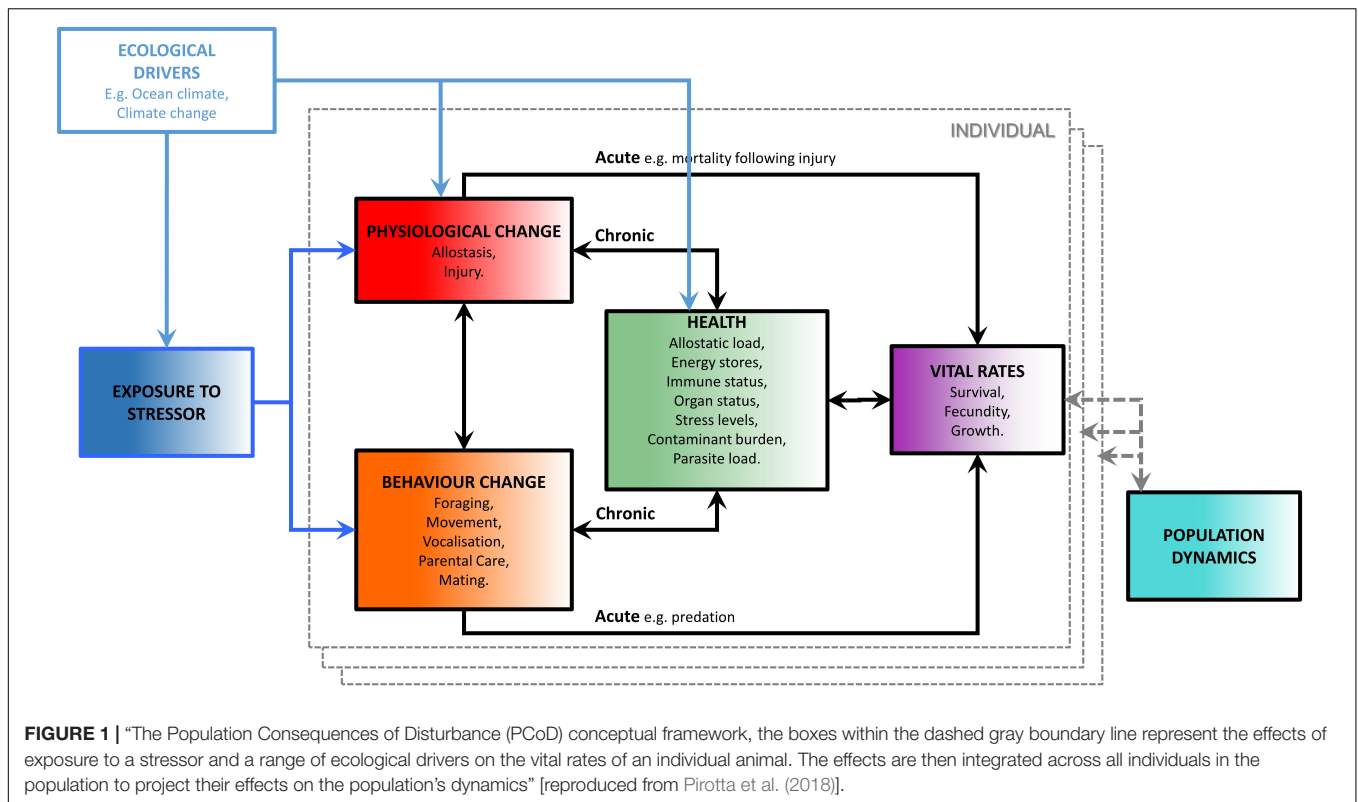 ECOLOGICAL
DRIVERS
E.g. Ocean climate,
Climate change
INDIVIDUAL
Acute e.g. mortality following injury
PHYSIOLOGICAL CHANGE
Allostasis,
Injury.
Chronic
HEALTH
Allostatic load,
Energy stores,
Immune status,
Organ status,
Stress levels,
Contaminant burden,
Parasite load.
VITAL RATES
Survival,
Fecundity,
Growth.
EXPOSURE TO
STRESSOR
BEHAVIOUR CHANGE
Foraging,
Movement,
Vocalisation,
Parental Care,
Mating.
Chronic
Acute e.g. predation
POPULATION
DYNAMICS
FIGURE 1 | “The Population Consequences of Disturbance (PCoD) conceptual framework, the boxes within the dashed gray boundary line represent the effects of
exposure to a stressor and a range of ecological drivers on the vital rates of an individual animal. The effects are then integrated across all individuals in the
population to project their effects on the population’s dynamics” [reproduced from Pirotta et al. (2018)].